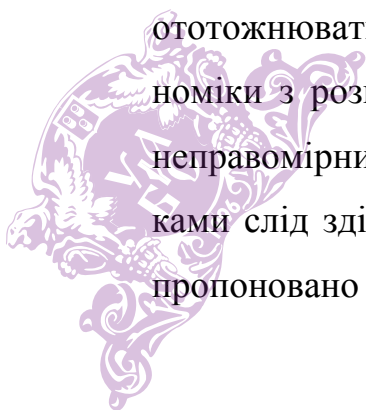 ототожнюват
номіки з роз
неправомірни
ками слід зді
пропоновано